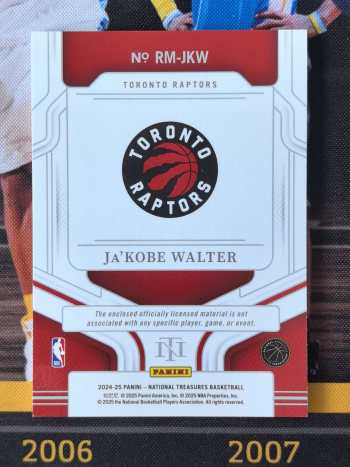 Nº RM-JKW
TORONTO RAPTORS
TORONTO
RAPTORS
JA'KOBE WALTER
The enclosed officially licensed material is not
associated with any specific player, game, or event.
NT
NBA
PANINI
2024-25 PANINI – NATIONAL TREASURES BASKETBALL
© 2025 Panini America, Inc. © 2025 NBA Properties, Inc.
© 2025 the National Basketball Players Association. All rights reserved.
2006
2007